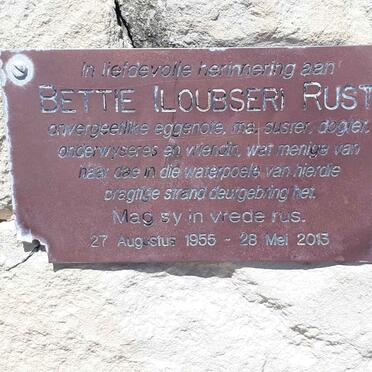 In liefdevolle herinnering aan
BETTIE (LOUBSER) RUST
onvergeetlike eggenote, ma, suster, dogter,
onderwyseres en vriendin, wat menige van
haar dae in die waterpoele van hierdie
pragtige strand deurgebring het.
Mag sy in vrede rus.
27 Augustus 1955 - 28 Mei 2013